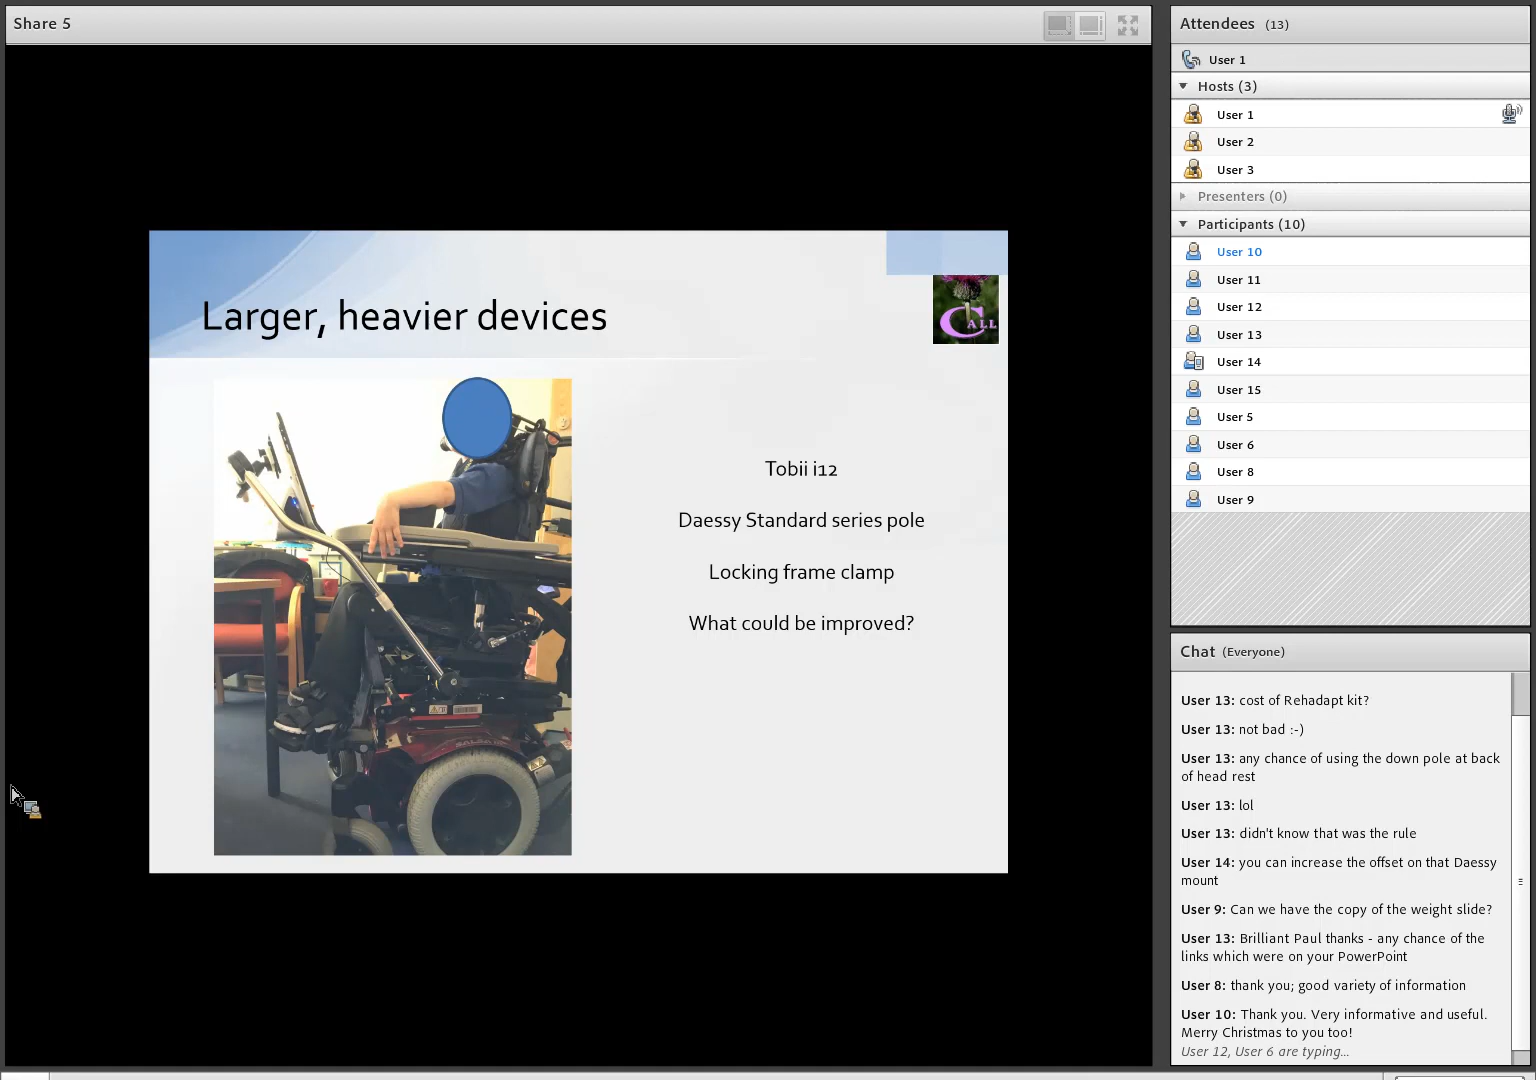 Share 5
Larger, heavier devices
CALL
Tobii i12
Daessy Standard series pole
Locking frame clamp
What could be improved?
Attendees (13)
User 1
Hosts (3)
User 1
User 2
User 3
Presenters (0)
Participants (10)
User 10
User 11
User 12
User 13
User 14
User 15
User 5
User 6
User 8
User 9
Chat (Everyone)
User 13: cost of Rehadapt kit?
User 13: not bad :-)
User 13: any chance of using the down pole at back
of head rest
User 13: lol
User 13: didn't know that was the rule
User 14: you can increase the offset on that Daessy
mount
User 9: Can we have the copy of the weight slide?
User 13: Brilliant Paul thanks - any chance of the
links which were on your PowerPoint
User 8: thank you; good variety of information
User 10: Thank you. Very informative and useful.
Merry Christmas to you too!
User 12, User 6 are typing...